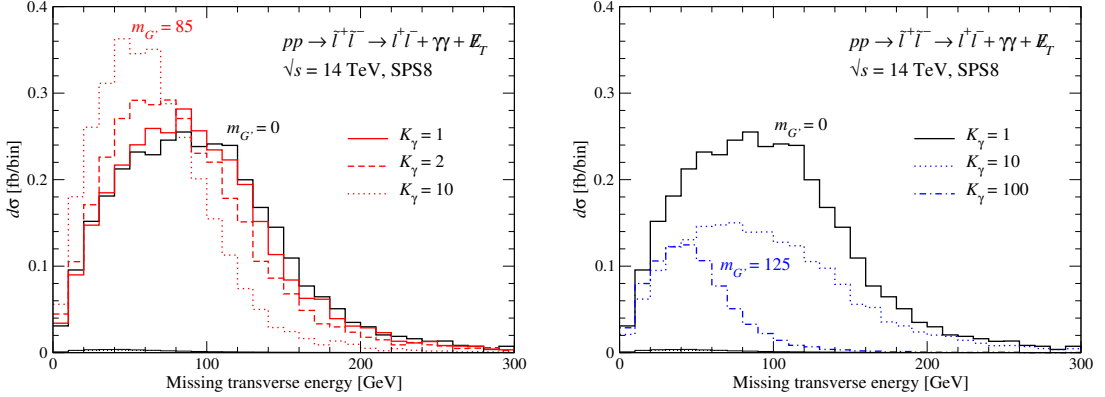 0.4
0.3
0.2
0.1
0
dσ [fb/bin]
m_G' = 85
pp → l̃⁺l̃⁻ → l⁺l⁻ + γγ + E̸_T
√s = 14 TeV, SPS8
m_G' = 0
K_γ = 1
K_γ = 2
K_γ = 10
0 100 200 300
Missing transverse energy [GeV]
0.4
0.3
0.2
0.1
0
dσ [fb/bin]
pp → l̃⁺l̃⁻ → l⁺l⁻ + γγ + E̸_T
√s = 14 TeV, SPS8
m_G' = 0
K_γ = 1
K_γ = 10
K_γ = 100
m_G' = 125
0 100 200 300
Missing transverse energy [GeV]